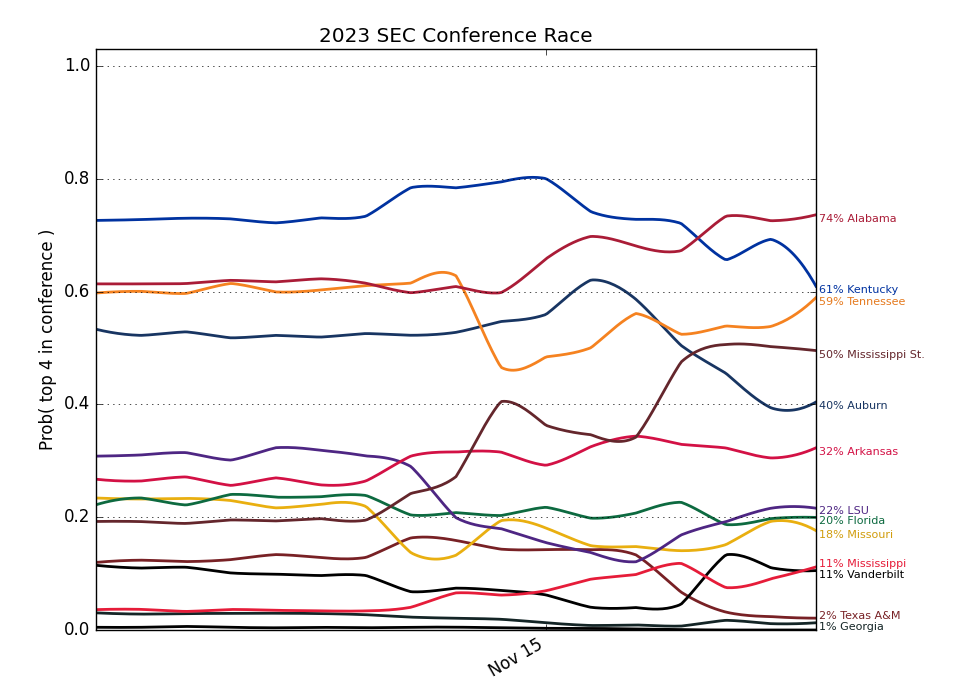 2023 SEC Conference Race
Prob( top 4 in conference )
1.0
0.8
0.6
0.4
0.2
0.0
Nov 15
74% Alabama
61% Kentucky
59% Tennessee
50% Mississippi St.
40% Auburn
32% Arkansas
22% LSU
20% Florida
18% Missouri
11% Mississippi
11% Vanderbilt
2% Texas A&M
1% Georgia